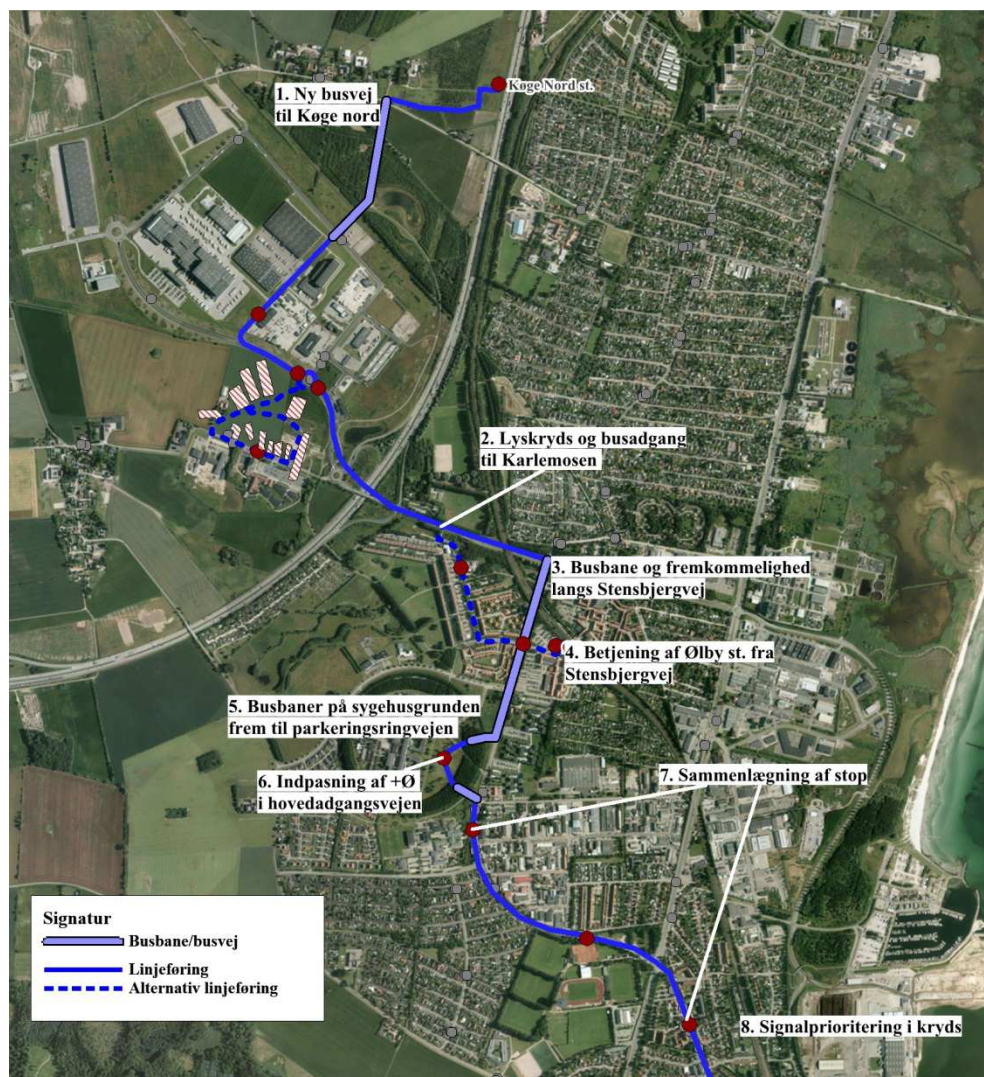 Køge Nord st.
1. Ny busvej
til Køge nord
2. Lyskryds og busadgang
til Karlemosen
3. Busbane og fremkommelighed
langs Stensbjergvej
4. Betjening af Ølby st. fra
Stensbjergvej
5. Busbaner på sygehusgrunden
frem til parkeringsringvejen
6. Indpasning af +Ø
i hovedadgangsvejen
7. Sammenlægning af stop
8. Signalprioritering i kryds
Signatur
Busbane/busvej
Linjeføring
Alternativ linjeføring